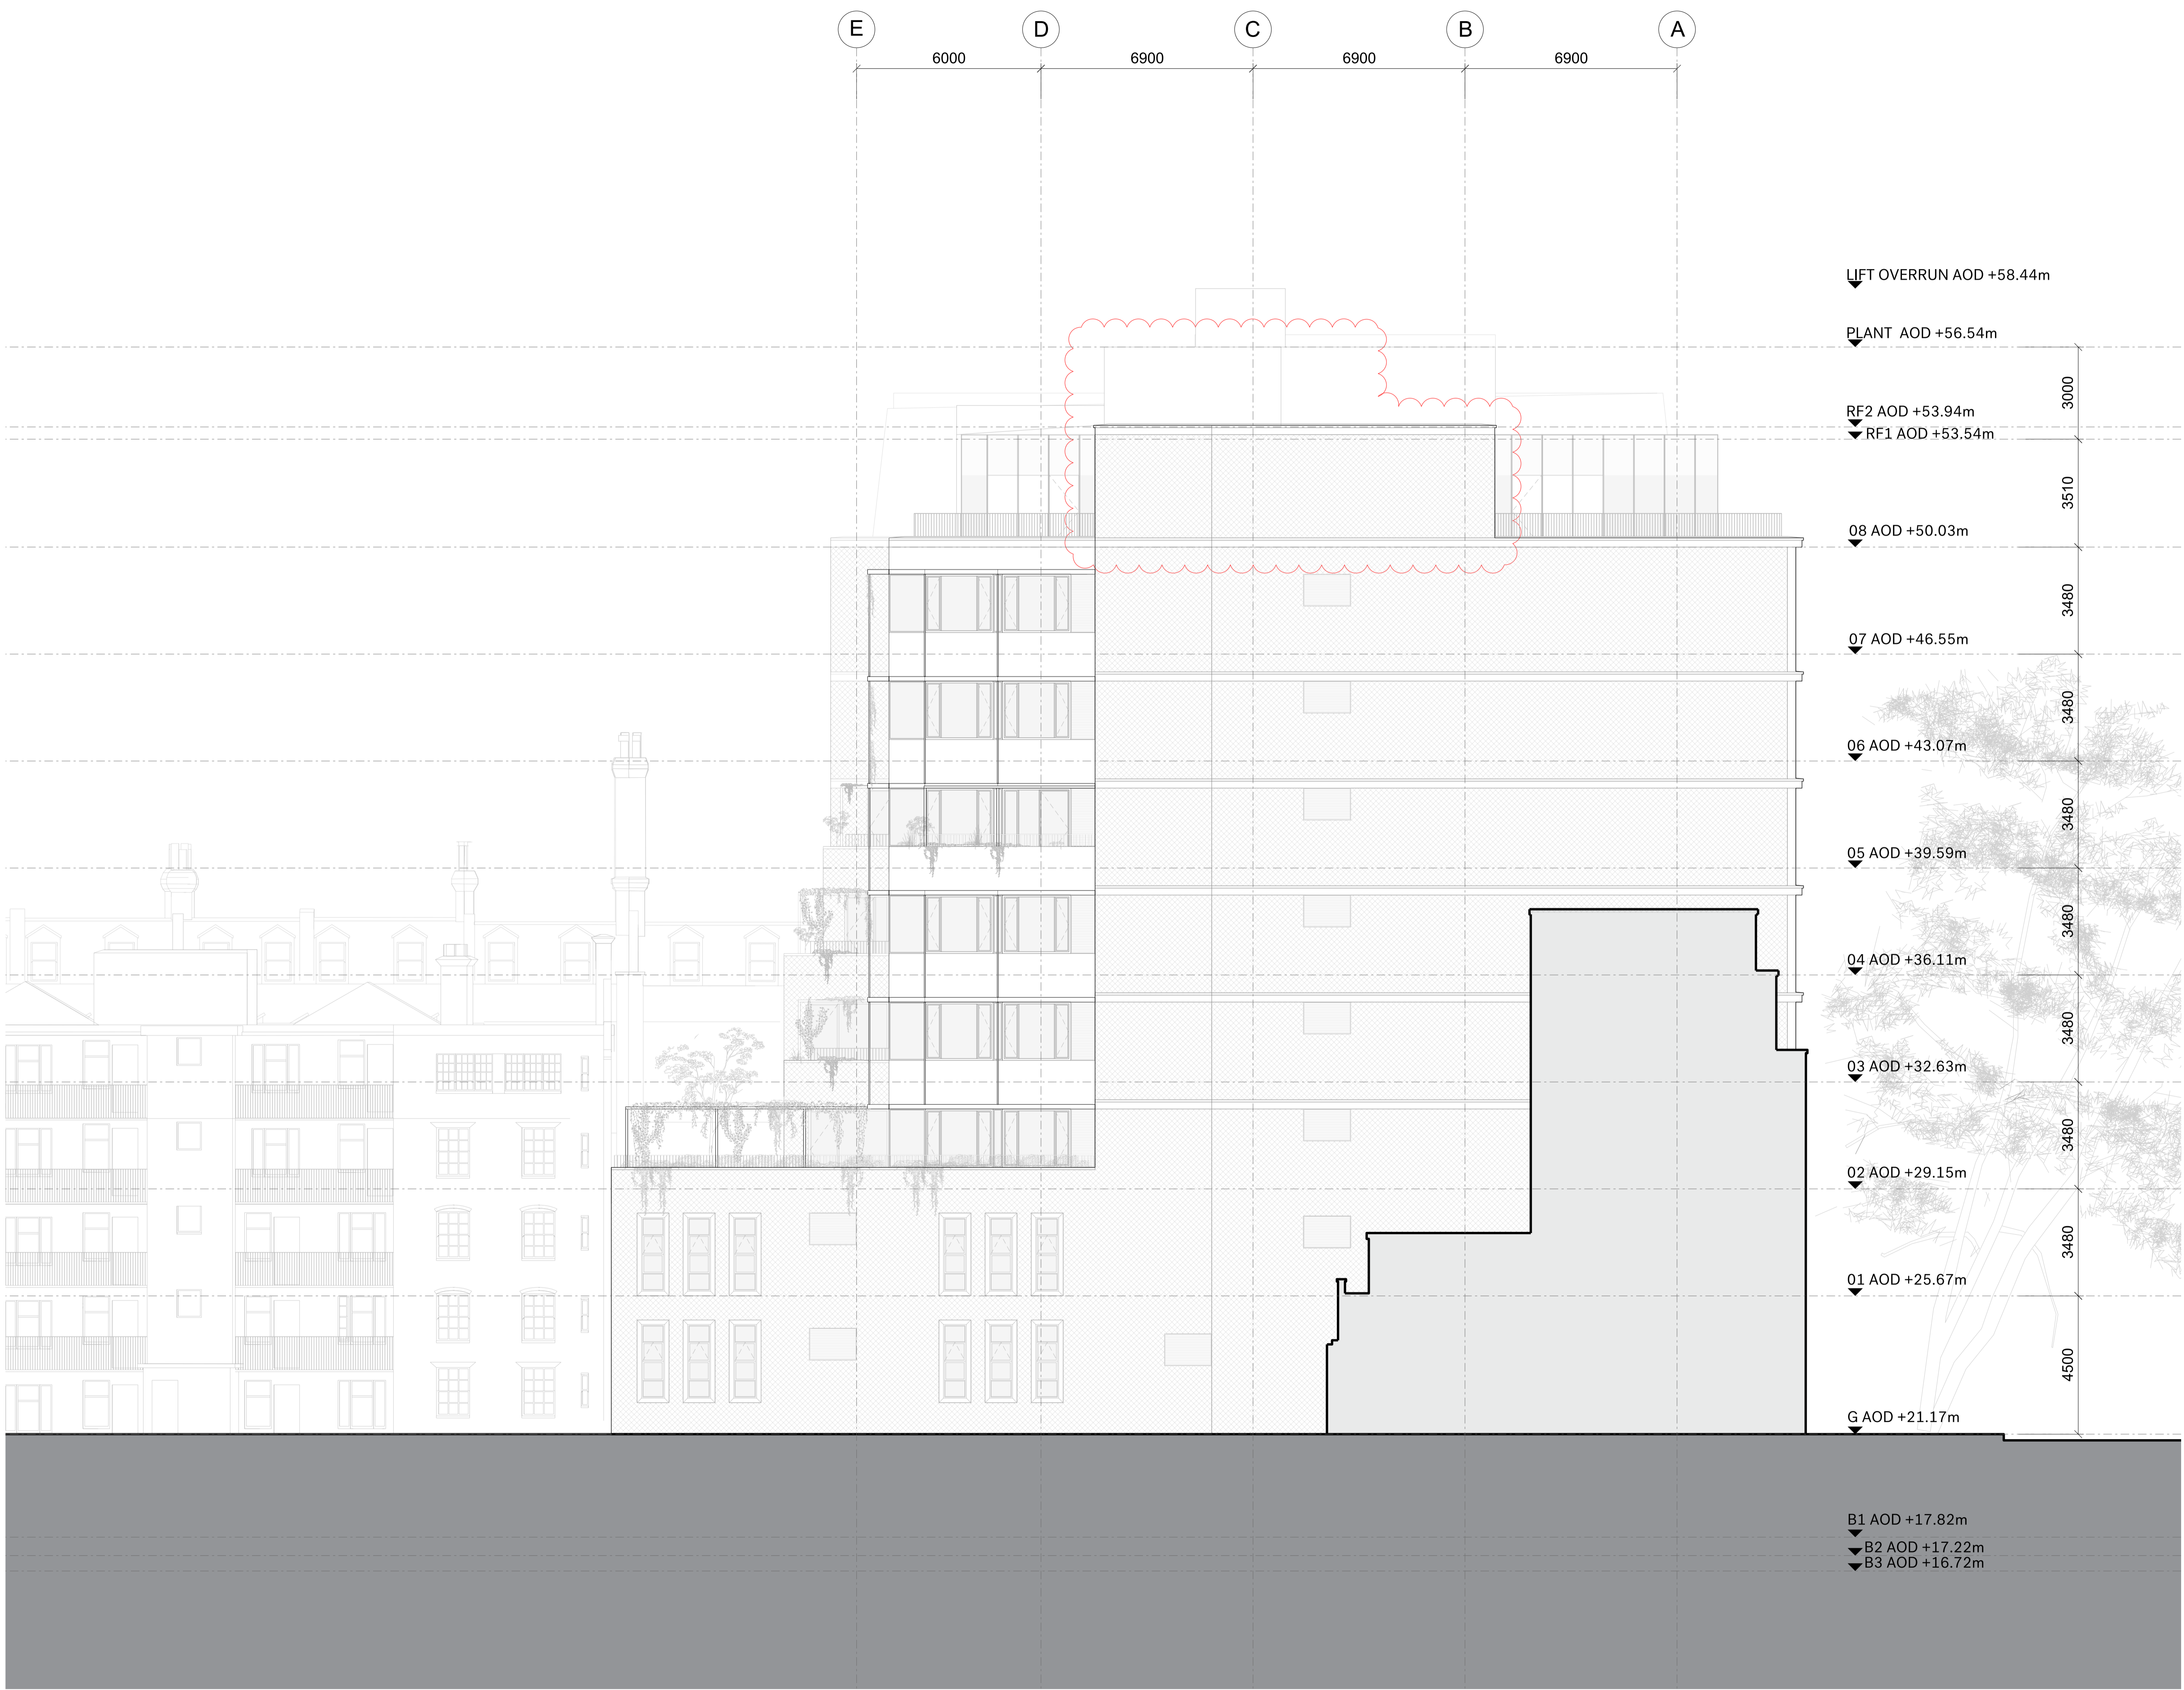 E D C B A
6000 6900 6900 6900
LIFT OVERRUN AOD +58.44m
PLANT AOD +56.54m
3000
RF2 AOD +53.94m
RF1 AOD +53.54m
3510
08 AOD +50.03m
3480
07 AOD +46.55m
3480
06 AOD +43.07m
3480
05 AOD +39.59m
3480
04 AOD +36.11m
3480
03 AOD +32.63m
3480
02 AOD +29.15m
3480
01 AOD +25.67m
4500
G AOD +21.17m
B1 AOD +17.82m
B2 AOD +17.22m
B3 AOD +16.72m